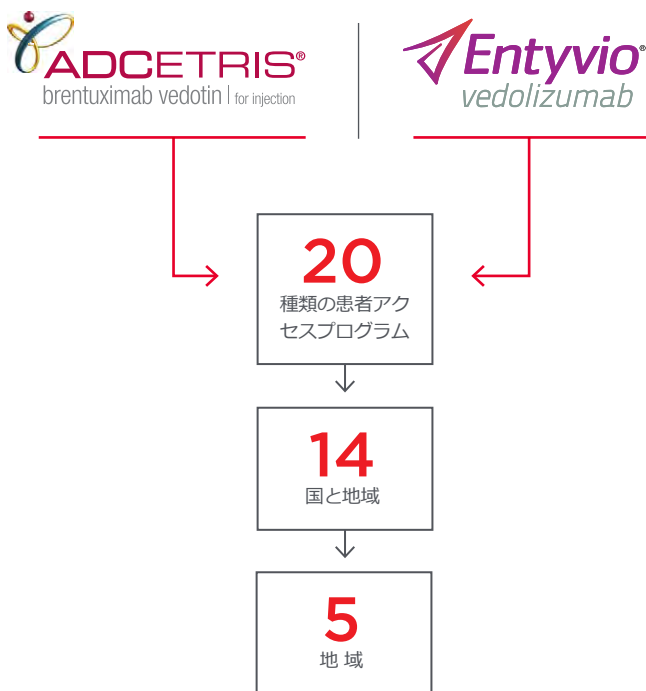 ADCETRIS®
brentuximab vedotin | for injection
Entyvio®
vedolizumab
20
種類の患者アク
セスプログラム
14
国と地域
5
地 域